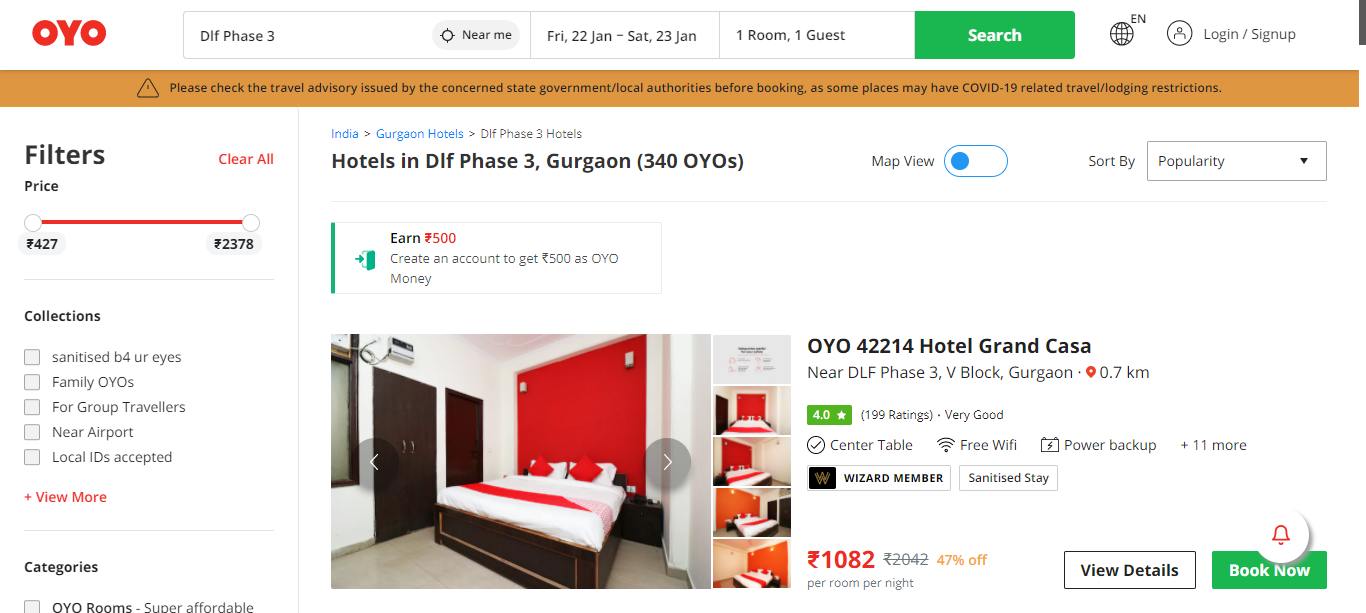 OYO
Dlf Phase 3
Near me
Fri, 22 Jan – Sat, 23 Jan
1 Room, 1 Guest
Search
EN
Login / Signup
Please check the travel advisory issued by the concerned state government/local authorities before booking, as some places may have COVID-19 related travel/lodging restrictions.
Filters
Clear All
Price
₹427
₹2378
Collections
sanitised b4 ur eyes
Family OYOs
For Group Travellers
Near Airport
Local IDs accepted
+ View More
Categories
OYO Rooms - Super affordable
India > Gurgaon Hotels > Dlf Phase 3 Hotels
Hotels in Dlf Phase 3, Gurgaon (340 OYOs)
Map View
Sort By
Popularity
Earn ₹500
Create an account to get ₹500 as OYO
Money
OYO 42214 Hotel Grand Casa
Near DLF Phase 3, V Block, Gurgaon · 0.7 km
4.0 ★ (199 Ratings) · Very Good
Center Table
Free Wifi
Power backup
+ 11 more
W WIZARD MEMBER
Sanitised Stay
₹1082 ₹2042 47% off
per room per night
View Details
Book Now